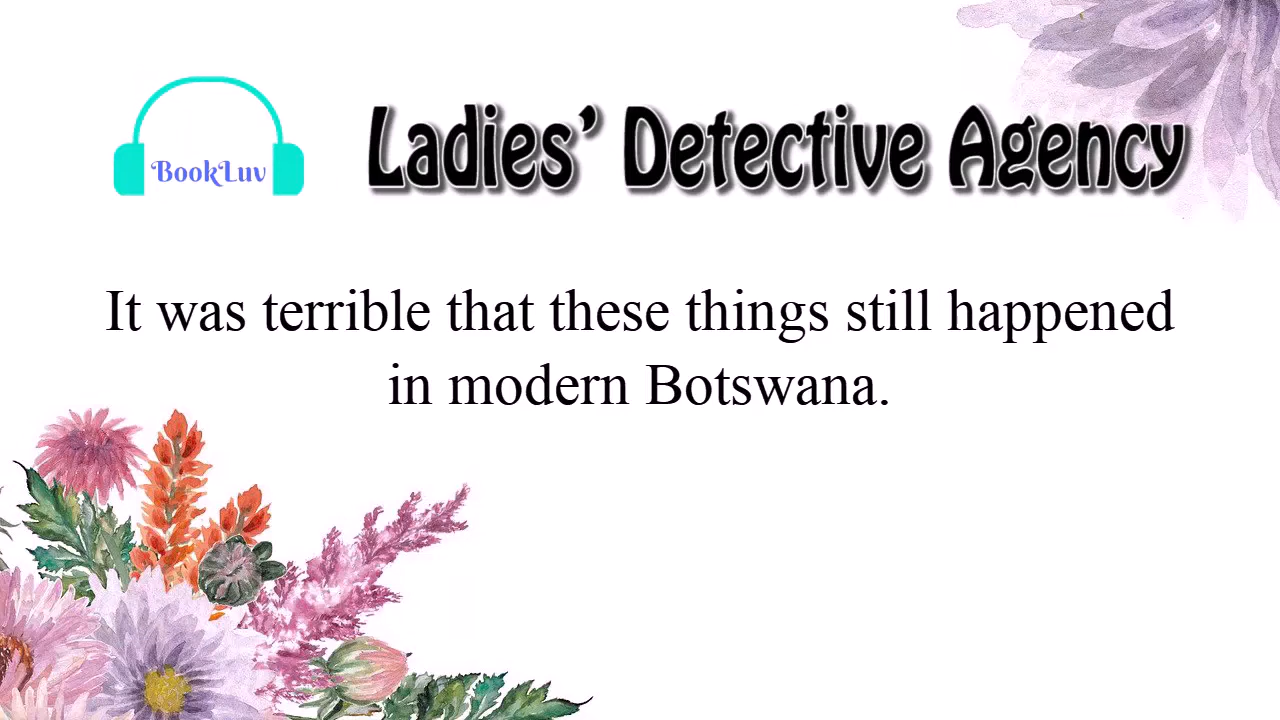 BookLuv
Ladies’ Detective Agency
It was terrible that these things still happened
in modern Botswana.